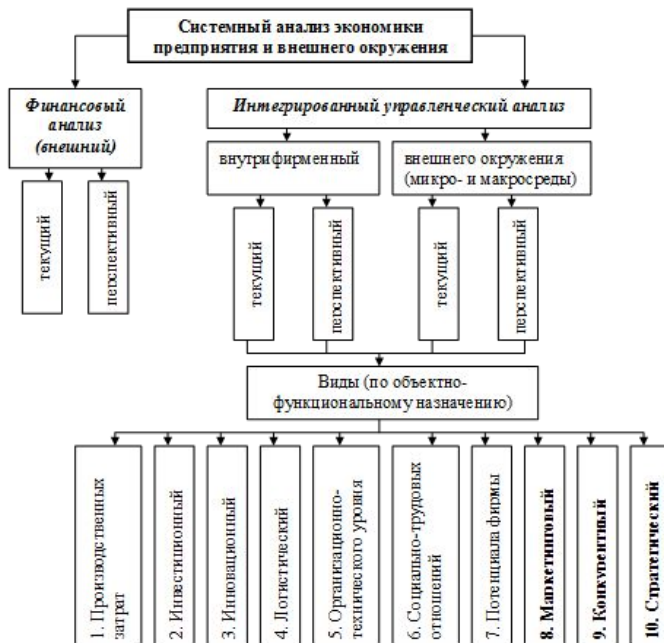 Системный анализ экономики
предприятия и внешнего окружения
Финансовый
анализ
(внешний)
Интегрированный управленческий анализ
внутрифирменный
внешнего окружения
(микро- и макросреды)
текущий
перспективный
текущий
перспективный
текущий
перспективный
Виды (по объектно-
функциональному назначению)
1. Производственных
затрат
2. Инвестиционный
3. Инновационный
4. Логистический
5. Организационно-
технического уровня
6. Социально-трудовых
отношений
7. Потенциала фирмы
8. Маркетинговый
9. Конкурентный
10. Стратегический